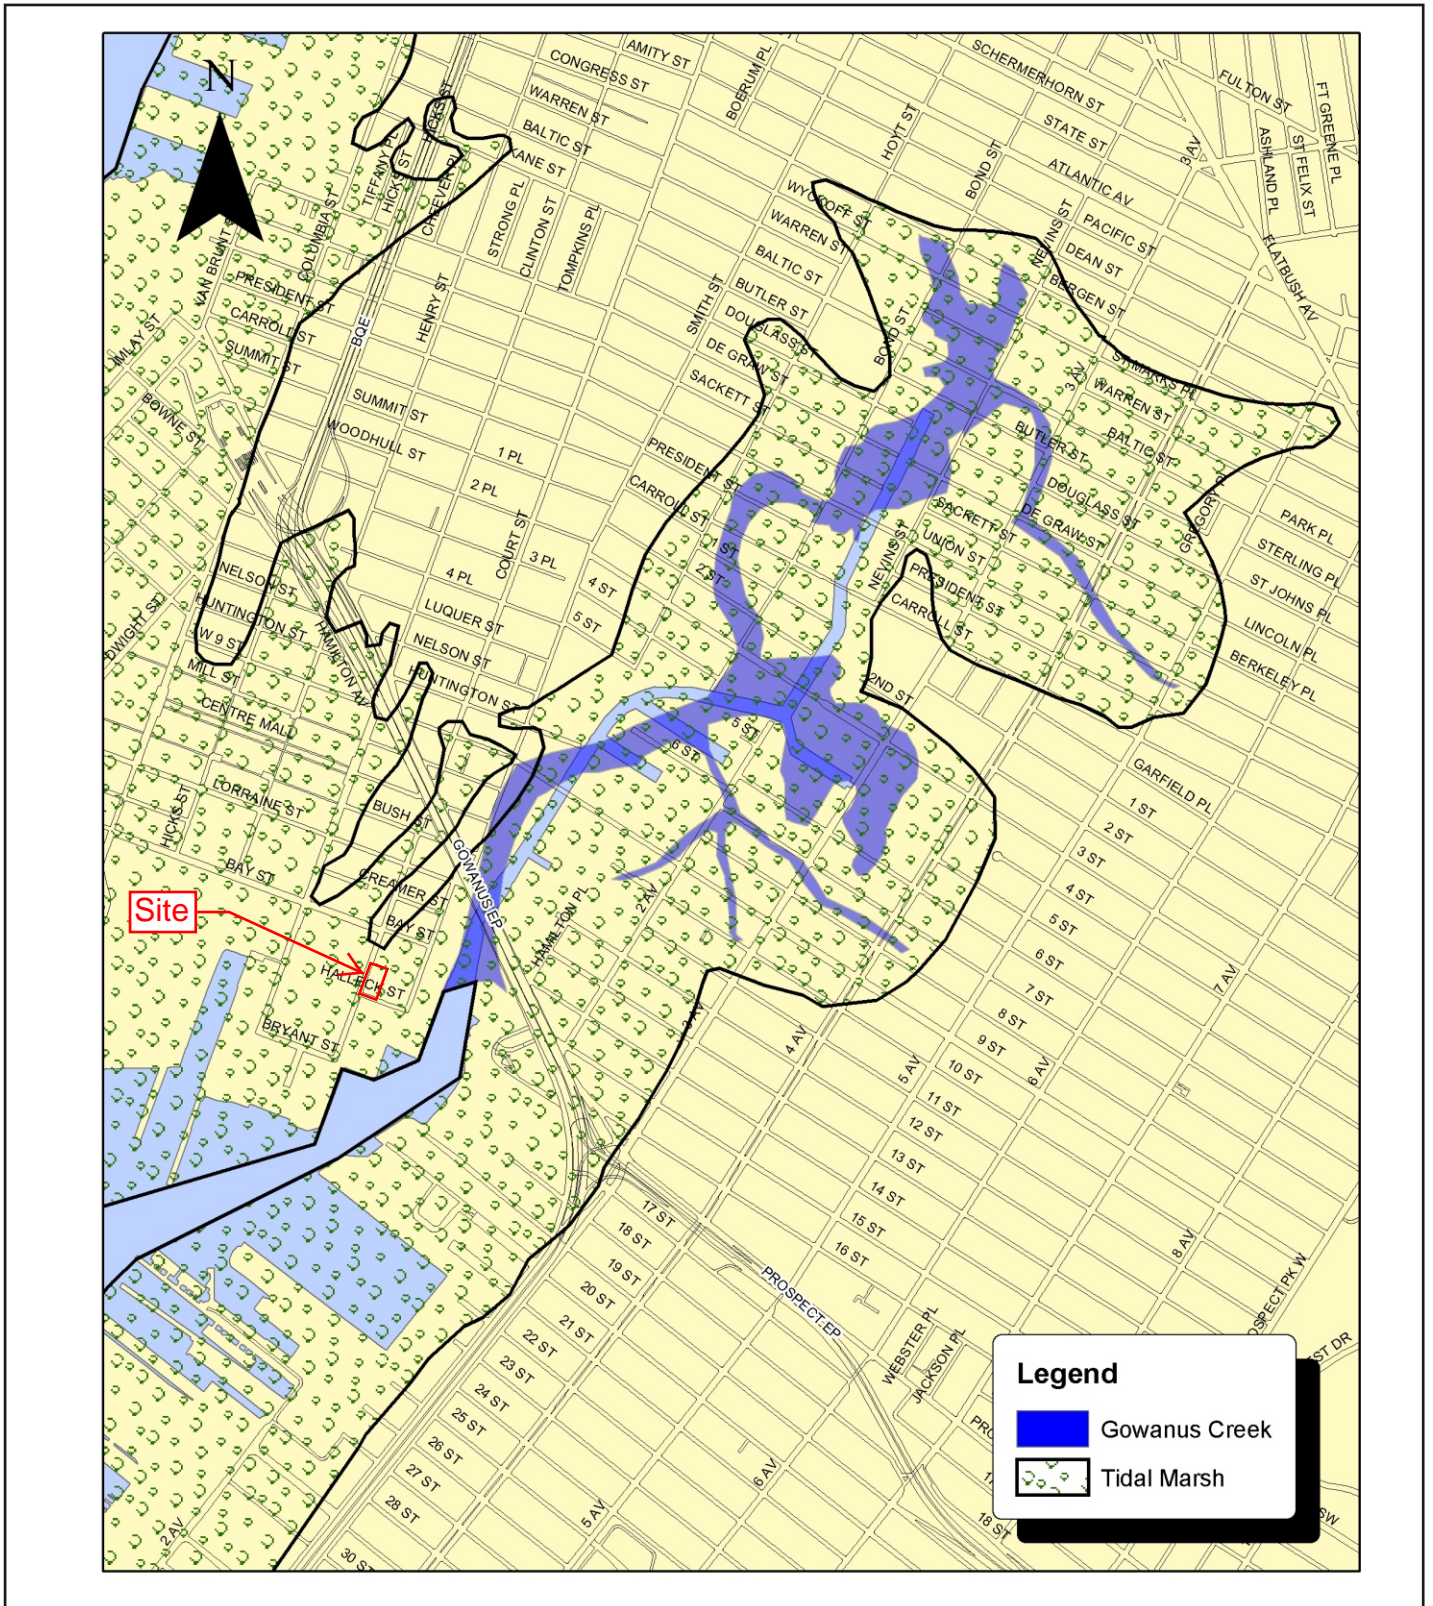 N
AMITY ST
CONGRESS ST
WARREN ST
BALTIC ST
KANE ST
BOERUM PL
SCHERMERHORN ST
STATE ST
ATLANTIC AV
PACIFIC ST
DEAN ST
BERGEN ST
FULTON ST
FT GREENE PL
ST FELIX ST
ASHLAND PL
3 AV
FLATBUSH AV
HOYT ST
BOND ST
NEVINS ST
HICKS ST
TIFFANY PL
HICKS ST
CHEEVER PL
STRONG PL
CLINTON ST
TOMPKINS PL
COLUMBIA ST
VAN BRUNT
WYCKOFF ST
WARREN ST
BALTIC ST
BUTLER ST
DOUGLASS ST
DE GRAW ST
SACKETT ST
SMITH ST
BOND ST
PRESIDENT ST
CARROLL ST
SUMMIT ST
IMLAY ST
BOWNE ST
BQE
HENRY ST
SUMMIT ST
WOODHULL ST
1 PL
2 PL
3 PL
4 PL
COURT ST
LUQUER ST
NELSON ST
HUNTINGTON ST
4 ST
5 ST
PRESIDENT ST
CARROLL ST
1 ST
2 ST
ST MARKS PL
3 AV
WARREN ST
BALTIC ST
BUTLER ST
DOUGLASS ST
DE GRAW ST
SACKETT ST
UNION ST
PRESIDENT ST
CARROLL ST
NEVINS ST
2ND ST
GREGORY PL
PARK PL
STERLING PL
ST JOHNS PL
LINCOLN PL
BERKELEY PL
GARFIELD PL
NELSON ST
HUNTINGTON ST
W 9 ST
MILL ST
CENTRE MALL
DWIGHT ST
HAMILTON AV
LORRAINE ST
HICKS ST
BUSH ST
BAY ST
CREAMER ST
BAY ST
GOWANUS EP
HAMILTON PL
2 AV
5 ST
6 ST
Site
HALLECK ST
BRYANT ST
1 ST
2 ST
3 ST
4 ST
5 ST
6 ST
7 ST
8 ST
9 ST
10 ST
11 ST
12 ST
13 ST
14 ST
15 ST
16 ST
3 AV
4 AV
5 AV
6 AV
7 AV
8 AV
17 ST
18 ST
19 ST
20 ST
21 ST
22 ST
23 ST
24 ST
25 ST
26 ST
27 ST
28 ST
30 ST
2 AV
5 AV
6 AV
PROSPECT EP
WEBSTER PL
JACKSON PL
OSPECT PK W
ST DR
PRO
17
18 ST
SW
Legend
Gowanus Creek
Tidal Marsh